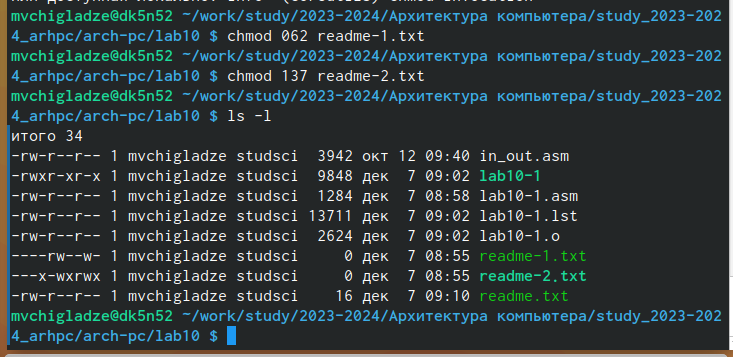 mvchigladze@dk5n52 ~/work/study/2023-2024/Архитектура компьютера/study_2023-202
4_arhpc/arch-pc/lab10 $ chmod 062 readme-1.txt
mvchigladze@dk5n52 ~/work/study/2023-2024/Архитектура компьютера/study_2023-202
4_arhpc/arch-pc/lab10 $ chmod 137 readme-2.txt
mvchigladze@dk5n52 ~/work/study/2023-2024/Архитектура компьютера/study_2023-202
4_arhpc/arch-pc/lab10 $ ls -l
итого 34
-rw-r--r-- 1 mvchigladze studsci  3942 окт 12 09:40 in_out.asm
-rwxr-xr-x 1 mvchigladze studsci  9848 дек  7 09:02 lab10-1
-rw-r--r-- 1 mvchigladze studsci  1284 дек  7 08:58 lab10-1.asm
-rw-r--r-- 1 mvchigladze studsci 13711 дек  7 09:02 lab10-1.lst
-rw-r--r-- 1 mvchigladze studsci  2624 дек  7 09:02 lab10-1.o
----rw--w- 1 mvchigladze studsci     0 дек  7 08:55 readme-1.txt
---x-wxrwx 1 mvchigladze studsci     0 дек  7 08:55 readme-2.txt
-rw-r--r-- 1 mvchigladze studsci    16 дек  7 09:10 readme.txt
mvchigladze@dk5n52 ~/work/study/2023-2024/Архитектура компьютера/study_2023-202
4_arhpc/arch-pc/lab10 $